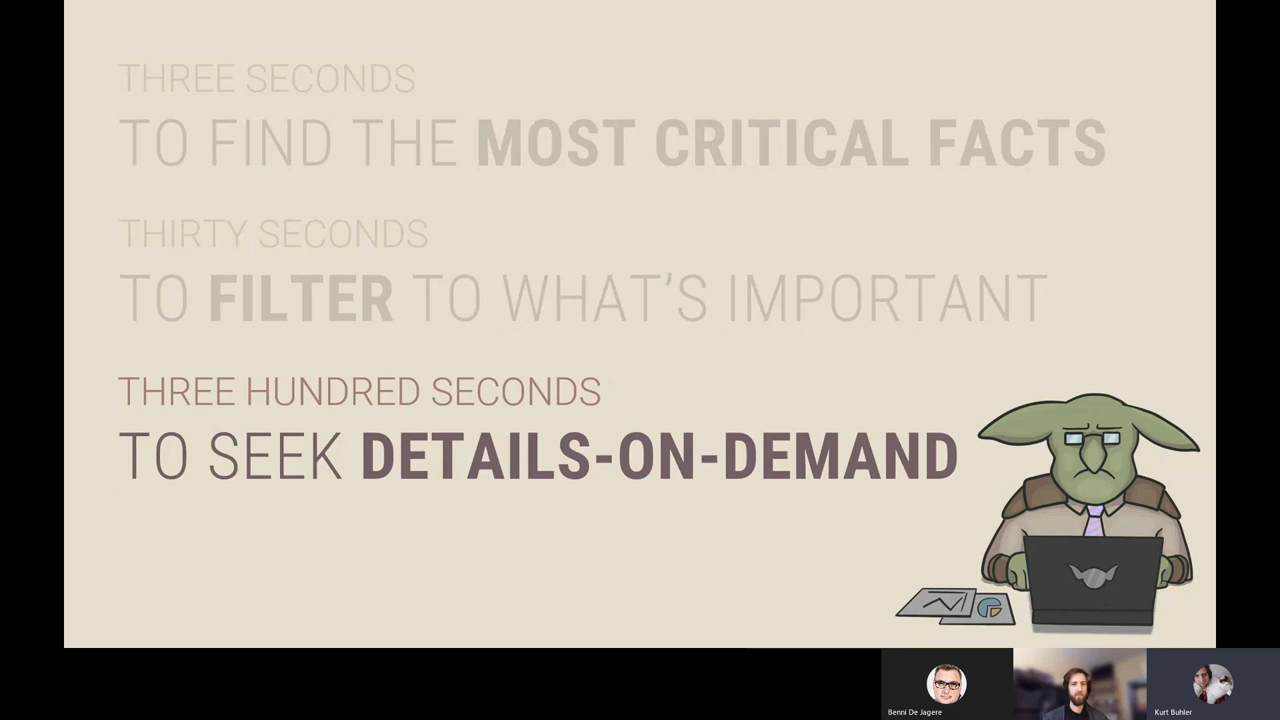 THREE SECONDS
TO FIND THE MOST CRITICAL FACTS
THIRTY SECONDS
TO FILTER TO WHAT'S IMPORTANT
THREE HUNDRED SECONDS
TO SEEK DETAILS-ON-DEMAND
Benni De Jagere
Kurt Buhler